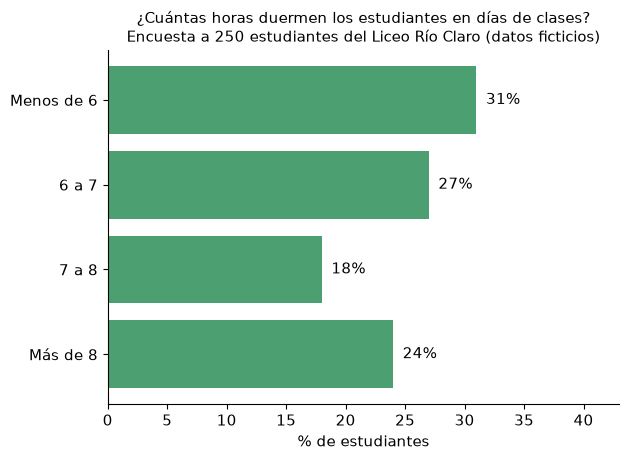 ¿Cuántas horas duermen los estudiantes en días de clases?
Encuesta a 250 estudiantes del Liceo Río Claro (datos ficticios)
Menos de 6 31%
6 a 7 27%
7 a 8 18%
Más de 8 24%
0 5 10 15 20 25 30 35 40
% de estudiantes